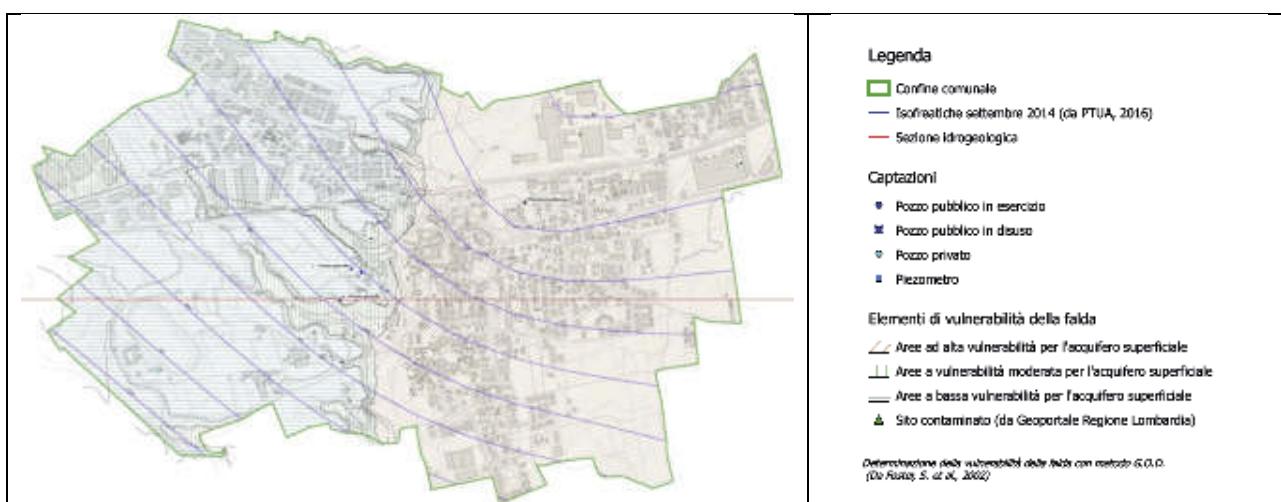 Legenda
Confine comunale
Isofreatiche settembre 2014 (da PTUA, 2016)
Sezione idrogeologica
Captazioni
Pozzo pubblico in esercizio
Pozzo pubblico in disuso
Pozzo privato
Piezometro
Elementi di vulnerabilità della falda
Aree ad alta vulnerabilità per l'acquifero superficiale
Aree a vulnerabilità moderata per l'acquifero superficiale
Aree a bassa vulnerabilità per l'acquifero superficiale
Sito contaminato (da Geoportale Regione Lombardia)
Determinazione della vulnerabilità della falda con metodo G.O.D.
(Da Foster, S. et al., 2002)